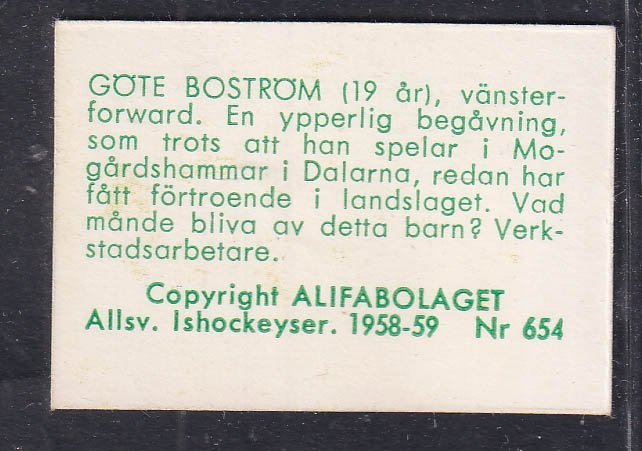 GÖTE BOSTRÖM (19 år), vänster-
forward. En ypperlig begåvning,
som trots att han spelar i Mo-
gårdshammar i Dalarna, redan har
fått förtroende i landslaget. Vad
månde bliva av detta barn? Verk-
stadsarbetare.
Copyright ALIFABOLAGET
Allsv. Ishockeyser. 1958-59 Nr 654